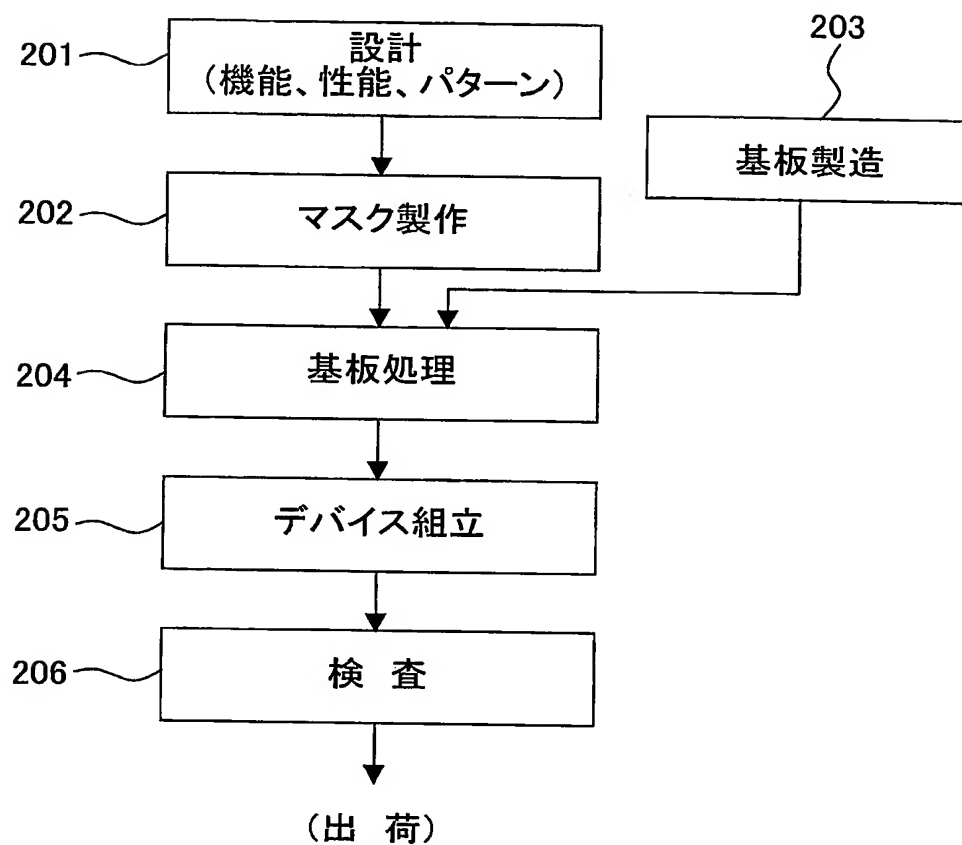 201
設計
(機能、性能、パターン)
203
基板製造
202
マスク製作
204
基板処理
205
デバイス組立
206
検 査
(出 荷)